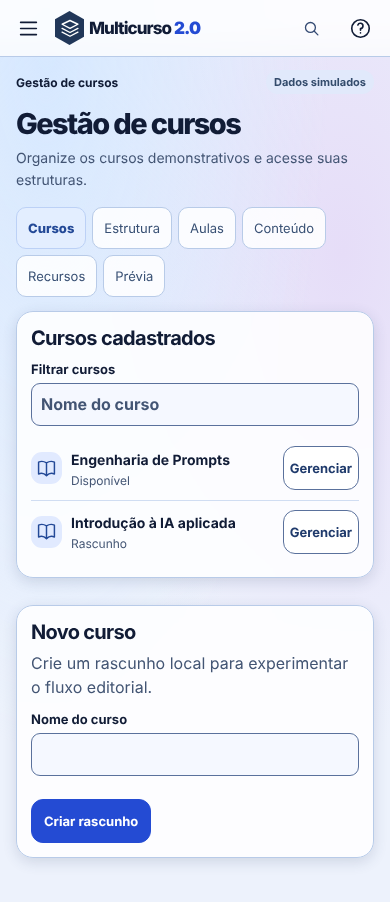 Multicurso 2.0
Gestão de cursos
Dados simulados
Gestão de cursos
Organize os cursos demonstrativos e acesse suas
estruturas.
Cursos
Estrutura
Aulas
Conteúdo
Recursos
Prévia
Cursos cadastrados
Filtrar cursos
Nome do curso
Engenharia de Prompts
Disponível
Gerenciar
Introdução à IA aplicada
Rascunho
Gerenciar
Novo curso
Crie um rascunho local para experimentar
o fluxo editorial.
Nome do curso
Criar rascunho